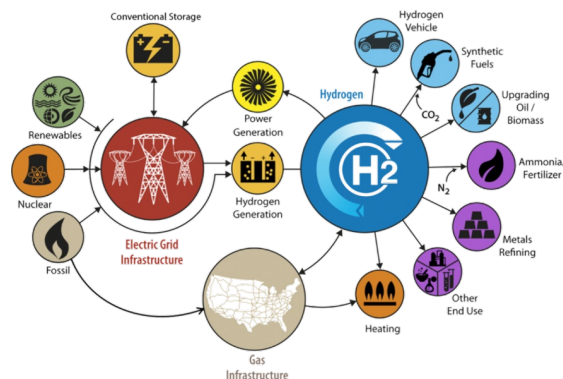 Conventional Storage
Hydrogen
Vehicle
Synthetic
Fuels
CO2
Upgrading
Oil /
Biomass
Hydrogen
Renewables
Power
Generation
H2
Ammonia/
Fertilizer
N2
Nuclear
Hydrogen
Generation
Metals
Refining
Electric Grid
Infrastructure
Fossil
Other
End Use
Heating
Gas
Infrastructure